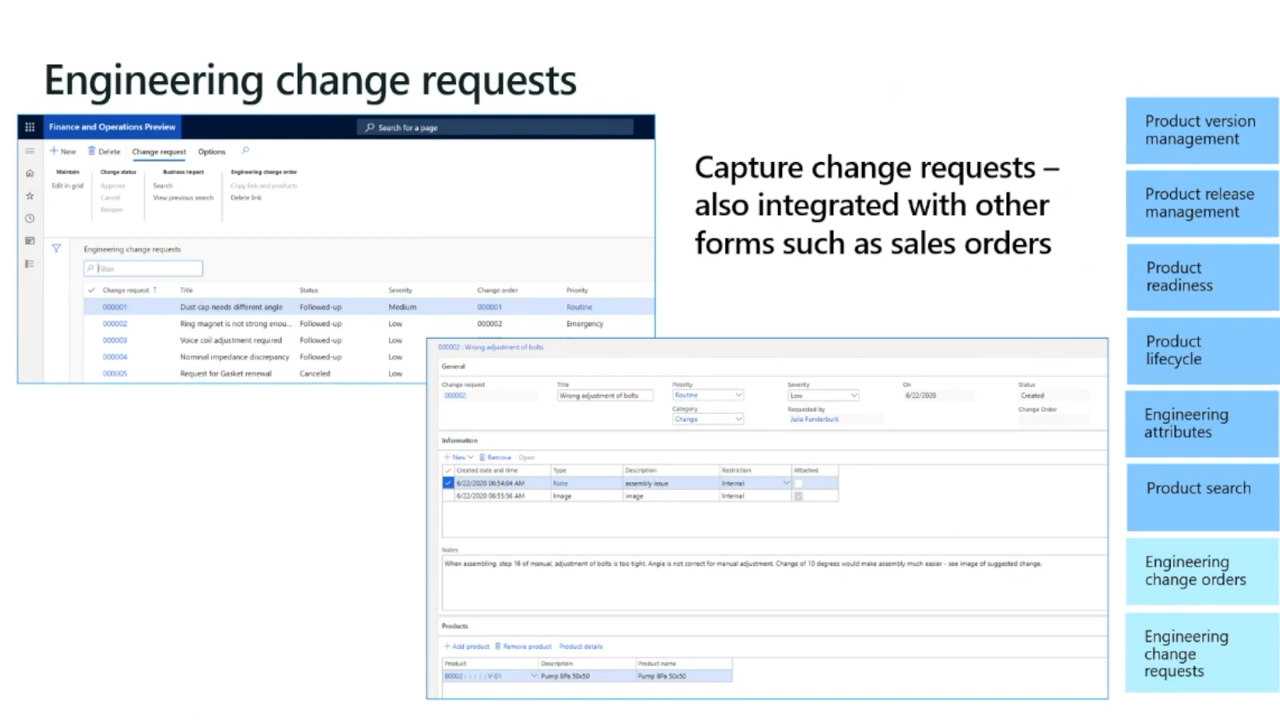 Engineering change requests
Finance and Operations Preview
Search for a page
New Delete Change request Options
Maintain Change status Business impact Engineering change order
Edit in grid Approve Search Copy link and products
Cancel View previous search Delete link
Reopen
Engineering change requests
Filter
Change request ↑ Title Status Severity Change order Priority
000001 Dust cap needs different angle Followed-up Medium 000001 Routine
000002 Ring magnet is not strong enou... Followed-up Low 000002 Emergency
000003 Voice coil adjustment required Followed-up Low
000004 Nominal impedance discrepancy Followed-up Low
000005 Request for Gasket renewal Canceled Low
Capture change requests –
also integrated with other
forms such as sales orders
000002 : Wrong adjustment of bolts
General
Change request Title Priority Severity On Status
000002 Wrong adjustment of bolts Routine Low 6/22/2020 Created
Category Requested by Change Order
Change Julia Funderburk
Information
New Remove Open
Created date and time Type Description Restriction Attached
6/22/2020 06:54:04 AM Note assembly issue Internal
6/22/2020 06:55:56 AM Image image Internal
Notes
When assembling, step 16 of manual, adjustment of bolts is too tight. Angle is not correct for manual adjustment. Change of 10 degrees would make assembly much easier - see image of suggested change.
Products
Add product Remove product Product details
Product Description Product name
80002 : : : : : V-01 Pump 8Pa 50x50 Pump 8Pa 50x50
Product version
management
Product release
management
Product
readiness
Product
lifecycle
Engineering
attributes
Product search
Engineering
change orders
Engineering
change
requests